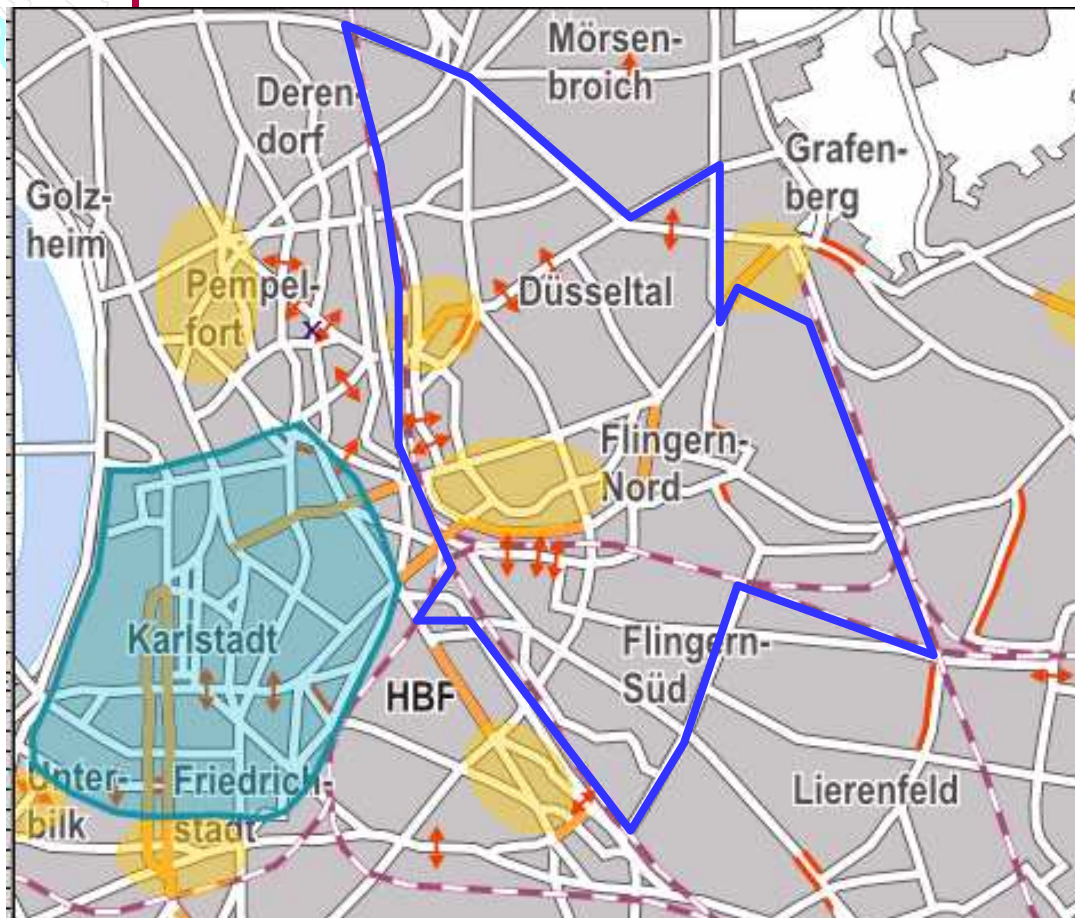 Mörsen-
broich
Deren-
dorf
Grafen-
berg
Golz-
heim
Pempel-
fort
Düsseltal
Flingern-
Nord
Karlstadt
Flingern-
Süd
HBF
Unter-
bilk
Friedrich-
stadt
Lierenfeld